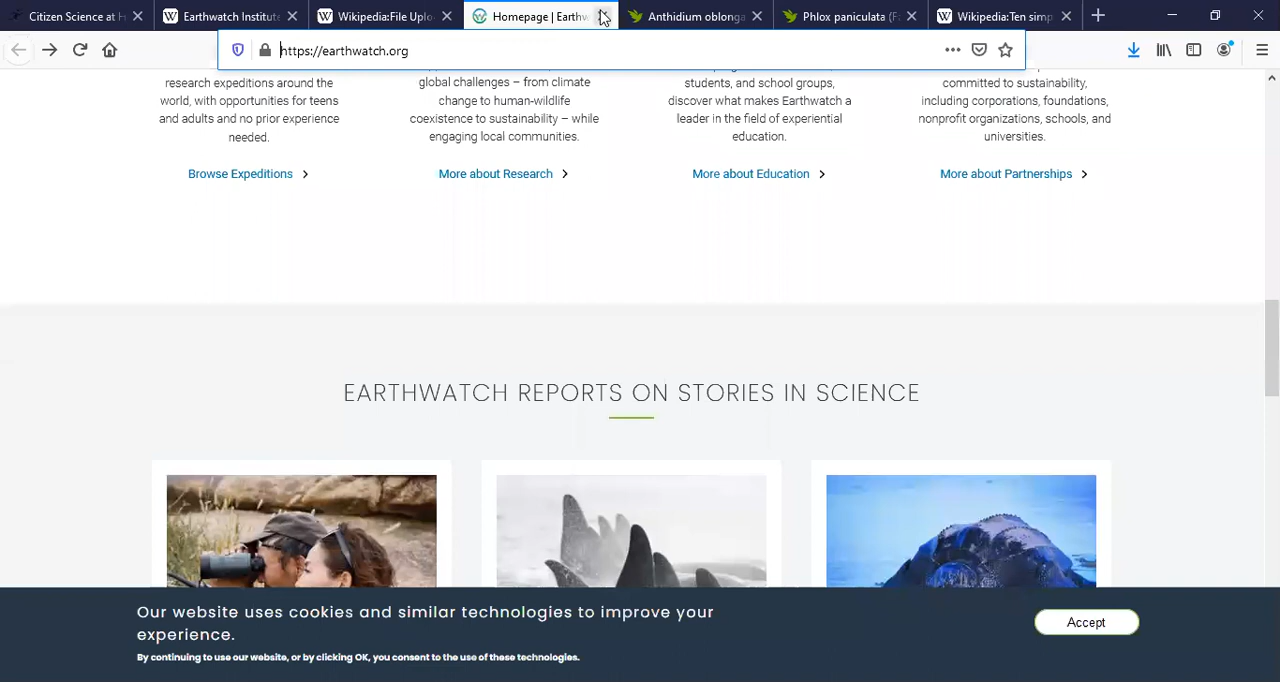 Citizen Science at H
Earthwatch Institute
Wikipedia:File Uplo
Homepage | Earthw
Anthidium oblonga
Phlox paniculata (F
Wikipedia:Ten simp
https://earthwatch.org
research expeditions around the
world, with opportunities for teens
and adults and no prior experience
needed.
Browse Expeditions
global challenges – from climate
change to human-wildlife
coexistence to sustainability – while
engaging local communities.
More about Research
students, and school groups,
discover what makes Earthwatch a
leader in the field of experiential
education.
More about Education
committed to sustainability,
including corporations, foundations,
nonprofit organizations, schools, and
universities.
More about Partnerships
EARTHWATCH REPORTS ON STORIES IN SCIENCE
Our website uses cookies and similar technologies to improve your
experience.
By continuing to use our website, or by clicking OK, you consent to the use of these technologies.
Accept